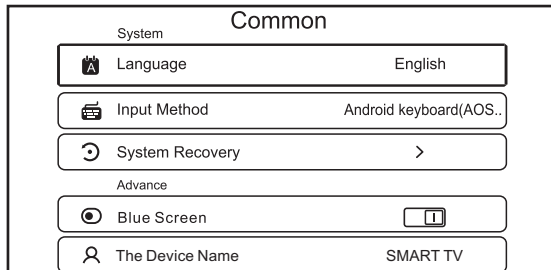 Common
System
Language English
Input Method Android keyboard(AOS..
System Recovery >
Advance
Blue Screen
The Device Name SMART TV